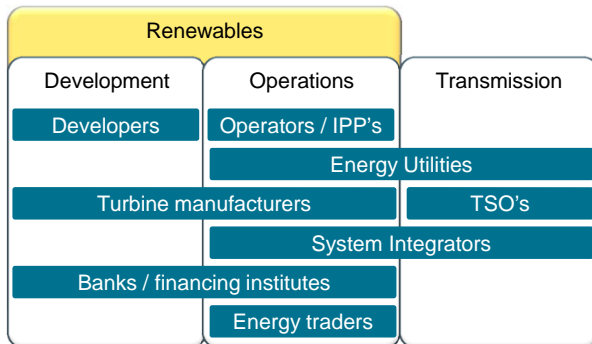 Renewables
Development
Operations
Transmission
Developers
Operators / IPP's
Energy Utilities
Turbine manufacturers
TSO's
System Integrators
Banks / financing institutes
Energy traders